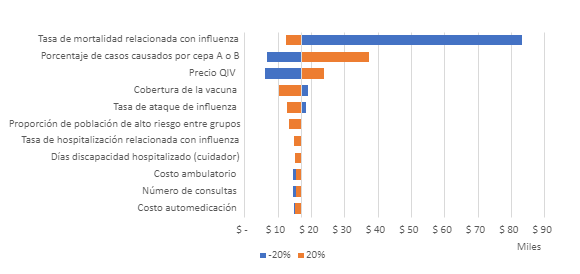 Tasa de mortalidad relacionada con influenza
Porcentaje de casos causados por cepa A o B
Precio QIV
Cobertura de la vacuna
Tasa de ataque de influenza
Proporción de población de alto riesgo entre grupos
Tasa de hospitalización relacionada con influenza
Días discapacidad hospitalizado (cuidador)
Costo ambulatorio
Número de consultas
Costo automedicación
$ - $ 10 $ 20 $ 30 $ 40 $ 50 $ 60 $ 70 $ 80 $ 90
Miles
-20% 20%